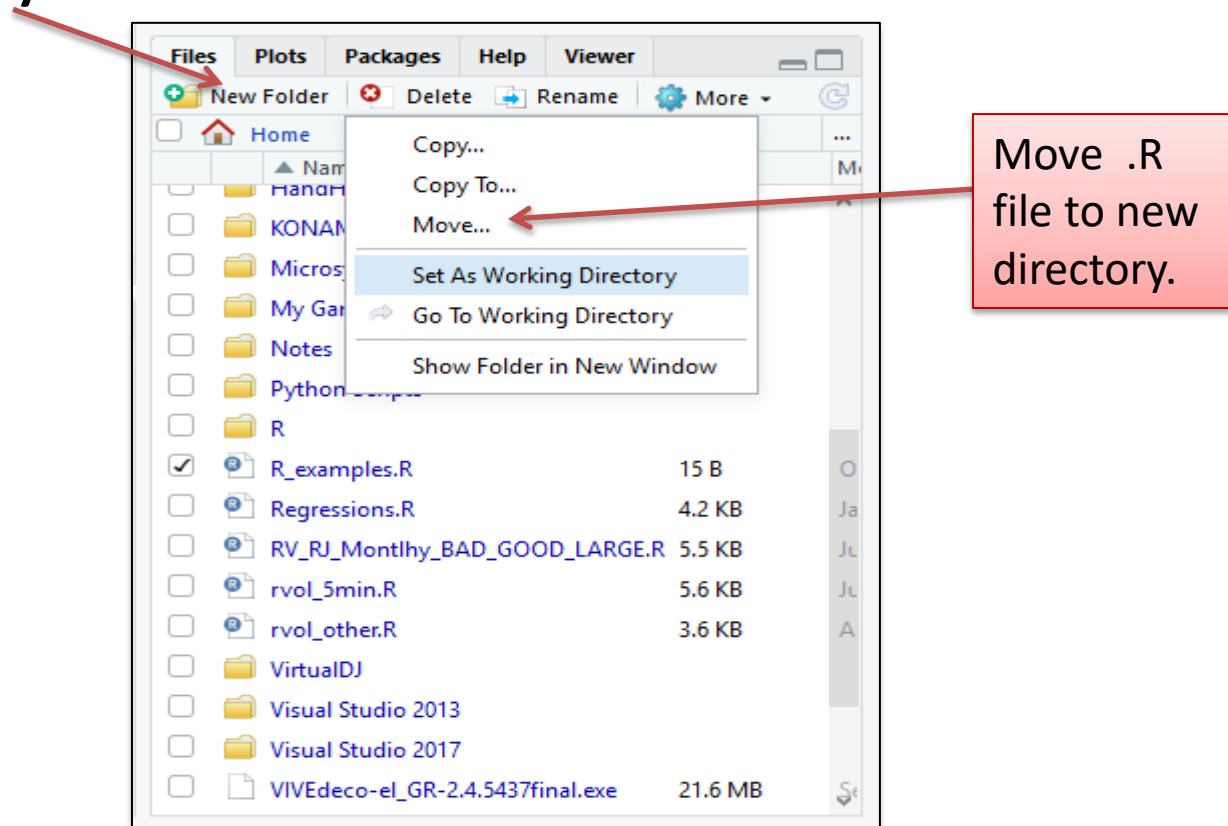 Files Plots Packages Help Viewer
New Folder Delete Rename More
Home ...
Copy...
Copy To...
Move...
Set As Working Directory
Go To Working Directory
Show Folder in New Window
Notes
R
R_examples.R 15 B
Regressions.R 4.2 KB
RV_RJ_Montlhy_BAD_GOOD_LARGE.R 5.5 KB
rvol_5min.R 5.6 KB
rvol_other.R 3.6 KB
VirtualDJ
Visual Studio 2013
Visual Studio 2017
VIVEdeco-el_GR-2.4.5437final.exe 21.6 MB
Move .R
file to new
directory.